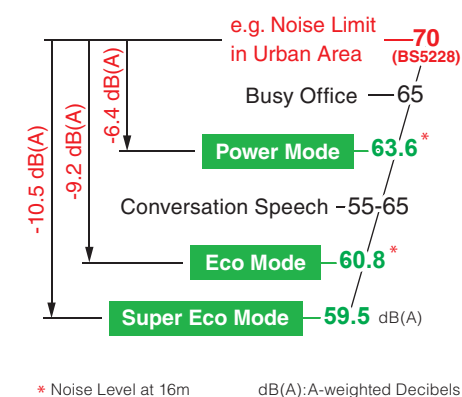 e.g. Noise Limit
in Urban Area
70
(BS5228)
Busy Office 65
Power Mode 63.6 *
Conversation Speech 55-65
Eco Mode 60.8 *
Super Eco Mode 59.5 dB(A)
-10.5 dB(A)
-9.2 dB(A)
-6.4 dB(A)
* Noise Level at 16m
dB(A):A-weighted Decibels